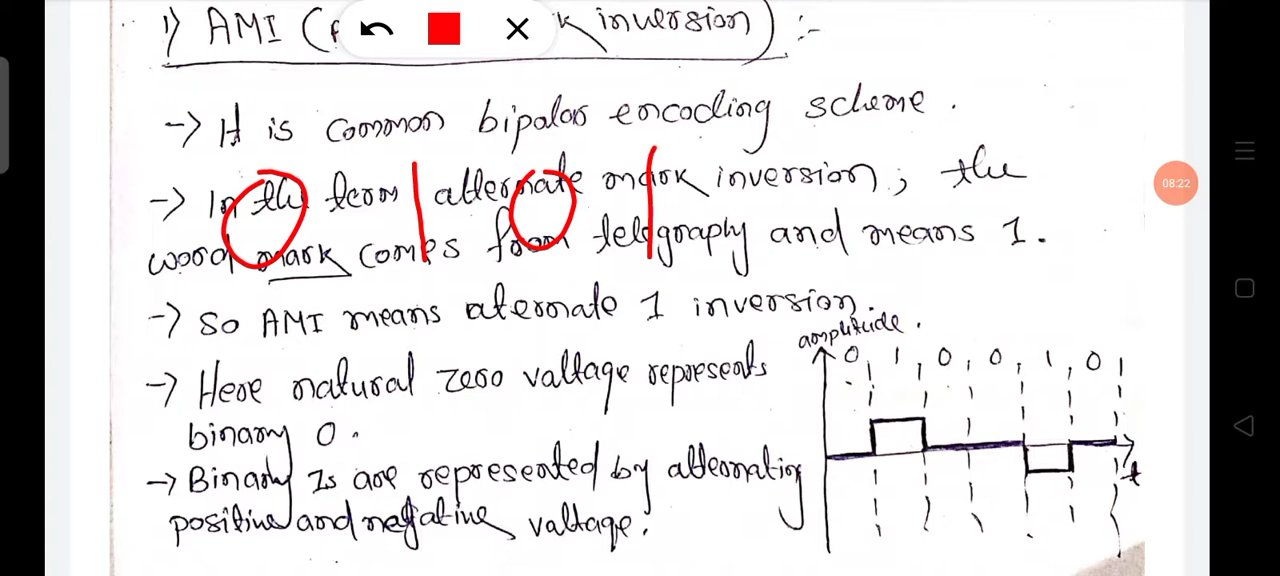 1) AMI ( inversion) :-
-> It is common bipolar encoding scheme.
-> In the term alternate mark inversion, the
word mark comes from telegraphy and means 1.
-> So AMI means alternate 1 inversion.
amplitude.
0 1 0 0 1 0
-> Here natural zero voltage represents
binary 0.
-> Binary 1s are represented by alternating
positive and negative voltage.
t
08:22